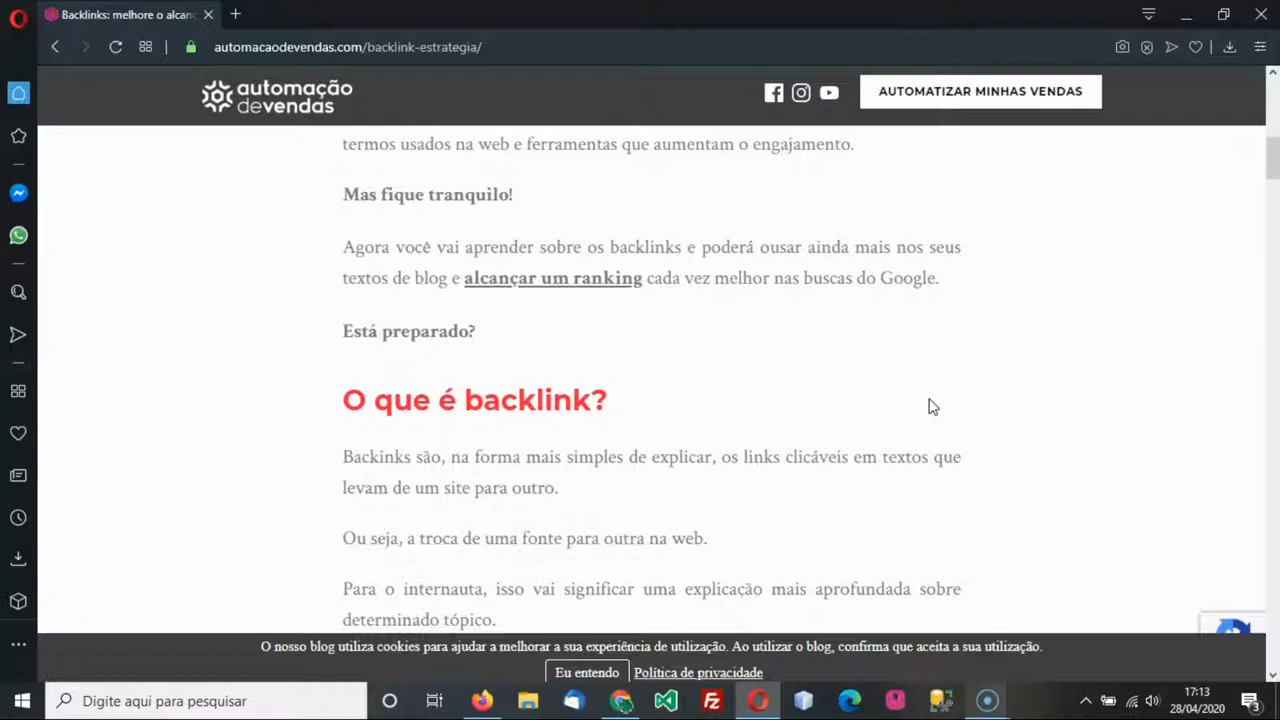 Backlinks: melhore o alcanc
automacaodevendas.com/backlink-estrategia/
automação
devendas
AUTOMATIZAR MINHAS VENDAS
termos usados na web e ferramentas que aumentam o engajamento.
Mas fique tranquilo!
Agora você vai aprender sobre os backlinks e poderá ousar ainda mais nos seus
textos de blog e alcançar um ranking cada vez melhor nas buscas do Google.
Está preparado?
O que é backlink?
Backinks são, na forma mais simples de explicar, os links clicáveis em textos que
levam de um site para outro.
Ou seja, a troca de uma fonte para outra na web.
Para o internauta, isso vai significar uma explicação mais aprofundada sobre
determinado tópico.
O nosso blog utiliza cookies para ajudar a melhorar a sua experiência de utilização. Ao utilizar o blog, confirma que aceita a sua utilização.
Eu entendo Política de privacidade
Digite aqui para pesquisar
17:13
28/04/2020
3